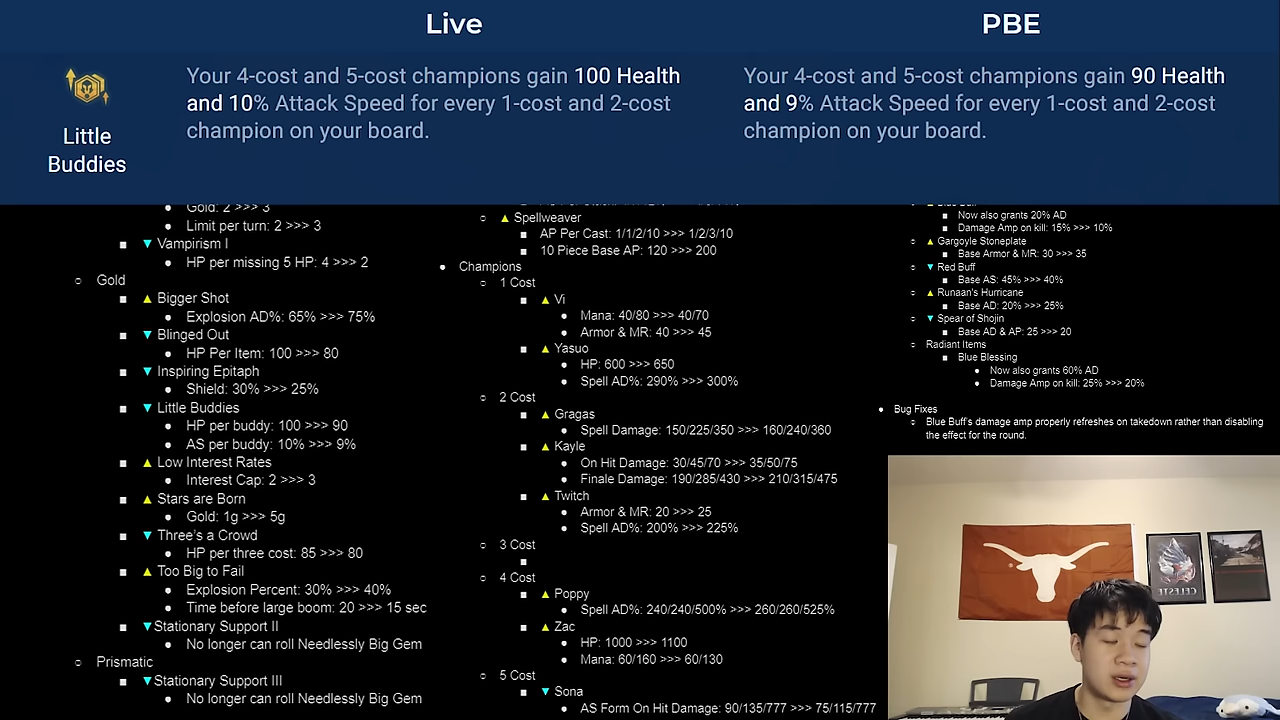 Live
PBE
Little
Buddies
Your 4-cost and 5-cost champions gain 100 Health
and 10% Attack Speed for every 1-cost and 2-cost
champion on your board.
Your 4-cost and 5-cost champions gain 90 Health
and 9% Attack Speed for every 1-cost and 2-cost
champion on your board.
Gold: 2 >>> 3
Limit per turn: 2 >>> 3
Vampirism I
HP per missing 5 HP: 4 >>> 2
Gold
Bigger Shot
Explosion AD%: 65% >>> 75%
Blinged Out
HP Per Item: 100 >>> 80
Inspiring Epitaph
Shield: 30% >>> 25%
Little Buddies
HP per buddy: 100 >>> 90
AS per buddy: 10% >>> 9%
Low Interest Rates
Interest Cap: 2 >>> 3
Stars are Born
Gold: 1g >>> 5g
Three's a Crowd
HP per three cost: 85 >>> 80
Too Big to Fail
Explosion Percent: 30% >>> 40%
Time before large boom: 20 >>> 15 sec
Stationary Support II
No longer can roll Needlessly Big Gem
Prismatic
Stationary Support III
No longer can roll Needlessly Big Gem
Spellweaver
AP Per Cast: 1/1/2/10 >>> 1/2/3/10
10 Piece Base AP: 120 >>> 200
Champions
1 Cost
Vi
Mana: 40/80 >>> 40/70
Armor & MR: 40 >>> 45
Yasuo
HP: 600 >>> 650
Spell AD%: 290% >>> 300%
2 Cost
Gragas
Spell Damage: 150/225/350 >>> 160/240/360
Kayle
On Hit Damage: 30/45/70 >>> 35/50/75
Finale Damage: 190/285/430 >>> 210/315/475
Twitch
Armor & MR: 20 >>> 25
Spell AD%: 200% >>> 225%
3 Cost
4 Cost
Poppy
Spell AD%: 240/240/500% >>> 260/260/525%
Zac
HP: 1000 >>> 1100
Mana: 60/160 >>> 60/130
5 Cost
Sona
AS Form On Hit Damage: 90/135/777 >>> 75/115/777
Now also grants 20% AD
Damage Amp on kill: 15% >>> 10%
Gargoyle Stoneplate
Base Armor & MR: 30 >>> 35
Red Buff
Base AS: 45% >>> 40%
Runaan's Hurricane
Base AD: 20% >>> 25%
Spear of Shojin
Base AD & AP: 25 >>> 20
Radiant Items
Blue Blessing
Now also grants 60% AD
Damage Amp on kill: 25% >>> 20%
Bug Fixes
Blue Buff's damage amp properly refreshes on takedown rather than disabling
the effect for the round.
CELESTE